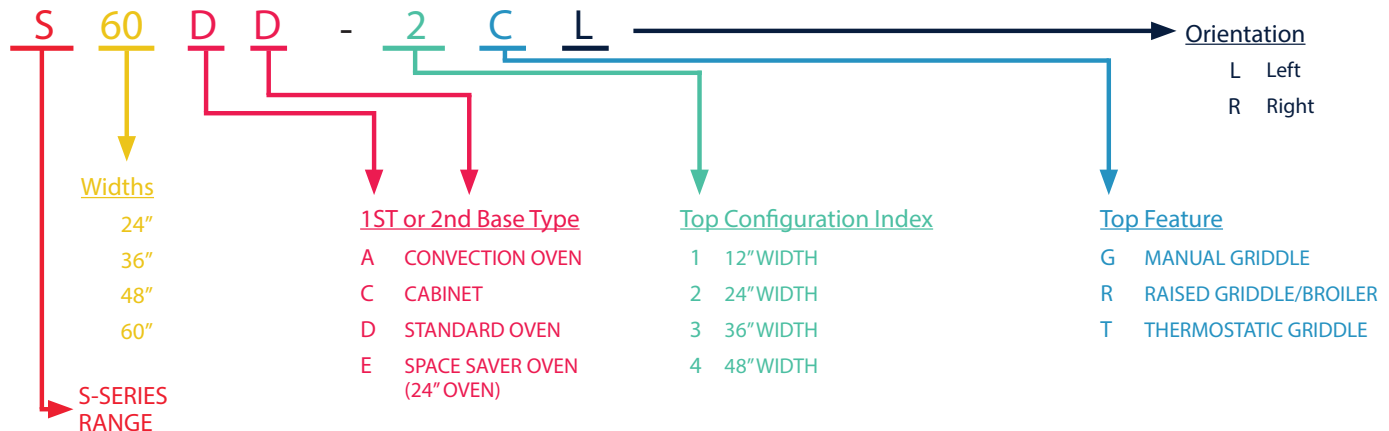 S 60 D D - 2 C L
Orientation
L Left
R Right
Widths
24”
36”
48”
60”
1ST or 2nd Base Type
A CONVECTION OVEN
C CABINET
D STANDARD OVEN
E SPACE SAVER OVEN
(24” OVEN)
Top Configuration Index
1 12” WIDTH
2 24” WIDTH
3 36” WIDTH
4 48” WIDTH
Top Feature
G MANUAL GRIDDLE
R RAISED GRIDDLE/BROILER
T THERMOSTATIC GRIDDLE
S-SERIES
RANGE